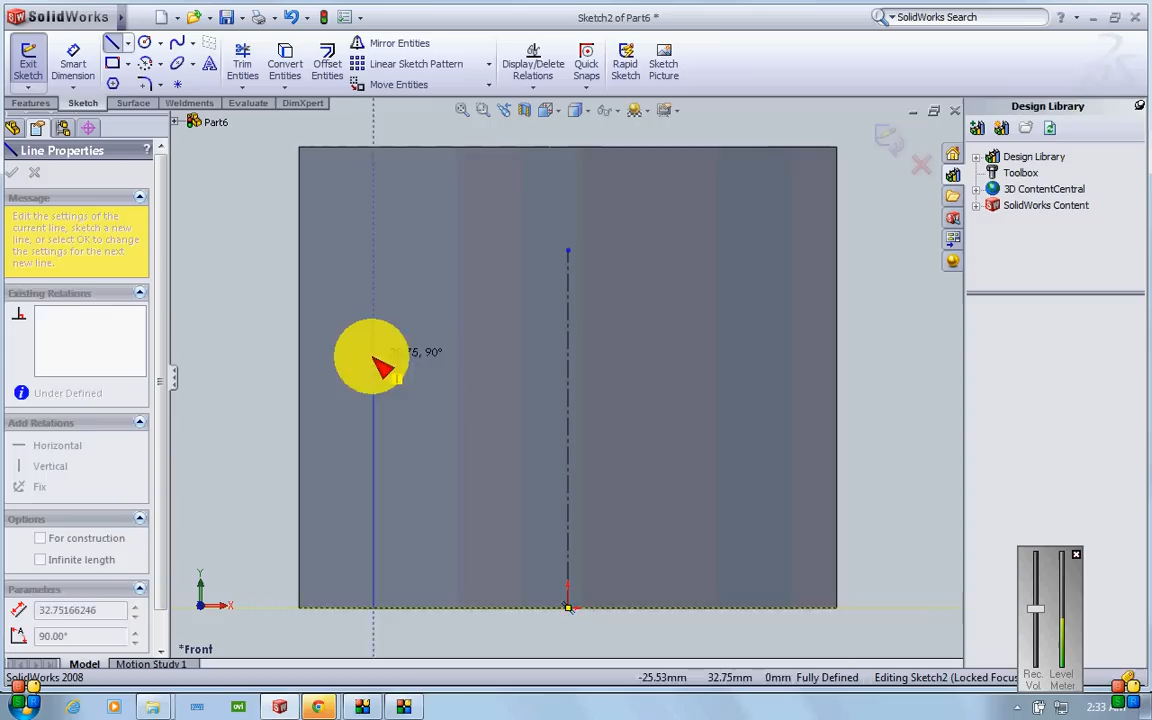 SolidWorks
Sketch2 of Part6 *
SolidWorks Search
Exit Sketch
Smart Dimension
Trim Entities
Convert Entities
Offset Entities
Mirror Entities
Linear Sketch Pattern
Move Entities
Display/Delete Relations
Quick Snaps
Rapid Sketch
Sketch Picture
Features
Sketch
Surface
Weldments
Evaluate
DimXpert
Part6
Line Properties
?
Message
Edit the settings of the
current line, sketch a new
line, or select OK to change
the settings for the next
new line.
Existing Relations
Under Defined
Add Relations
Horizontal
Vertical
Fix
Options
For construction
Infinite length
Parameters
32.75166246
90.00°
90°
Y
X
*Front
Design Library
Design Library
Toolbox
3D ContentCentral
SolidWorks Content
Model
Motion Study 1
SolidWorks 2008
-25.53mm
32.75mm
0mm
Fully Defined
Editing Sketch2 (Locked Focus
Rec. Vol
Level Meter
ovi
2:33 AM